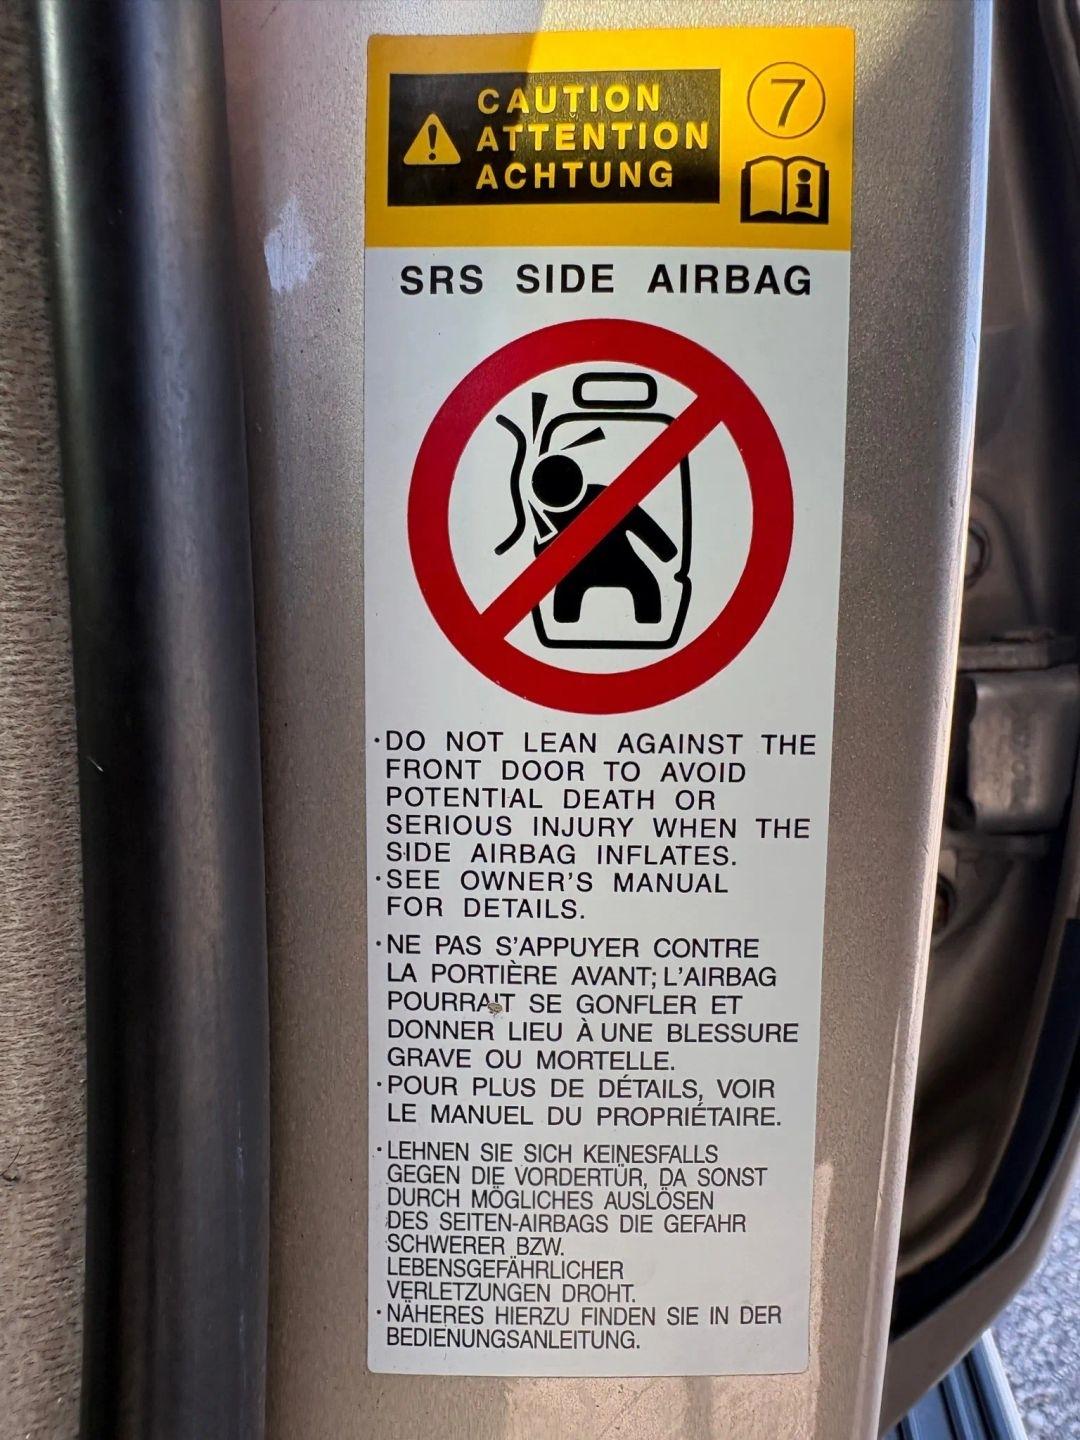 CAUTION
ATTENTION
ACHTUNG
7
SRS SIDE AIRBAG
·DO NOT LEAN AGAINST THE
FRONT DOOR TO AVOID
POTENTIAL DEATH OR
SERIOUS INJURY WHEN THE
SIDE AIRBAG INFLATES.
·SEE OWNER'S MANUAL
FOR DETAILS.
·NE PAS S'APPUYER CONTRE
LA PORTIÈRE AVANT; L'AIRBAG
POURRAIT SE GONFLER ET
DONNER LIEU À UNE BLESSURE
GRAVE OU MORTELLE.
·POUR PLUS DE DÉTAILS, VOIR
LE MANUEL DU PROPRIÉTAIRE.
·LEHNEN SIE SICH KEINESFALLS
GEGEN DIE VORDERTÜR, DA SONST
DURCH MÖGLICHES AUSLÖSEN
DES SEITEN-AIRBAGS DIE GEFAHR
SCHWERER BZW.
LEBENSGEFÄHRLICHER
VERLETZUNGEN DROHT.
·NÄHERES HIERZU FINDEN SIE IN DER
BEDIENUNGSANLEITUNG.